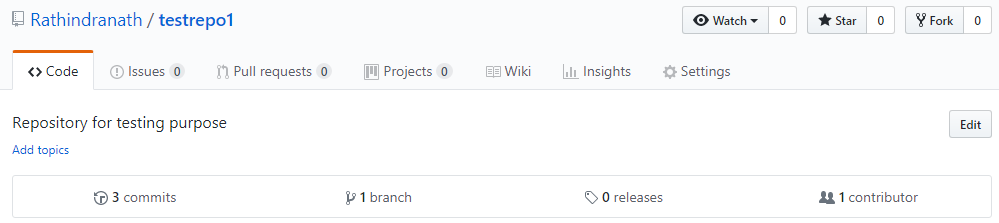 Rathindranath / testrepo1 Watch 0 Star 0 Fork 0
Code Issues 0 Pull requests 0 Projects 0 Wiki Insights Settings
Repository for testing purpose Edit
Add topics
3 commits 1 branch 0 releases 1 contributor